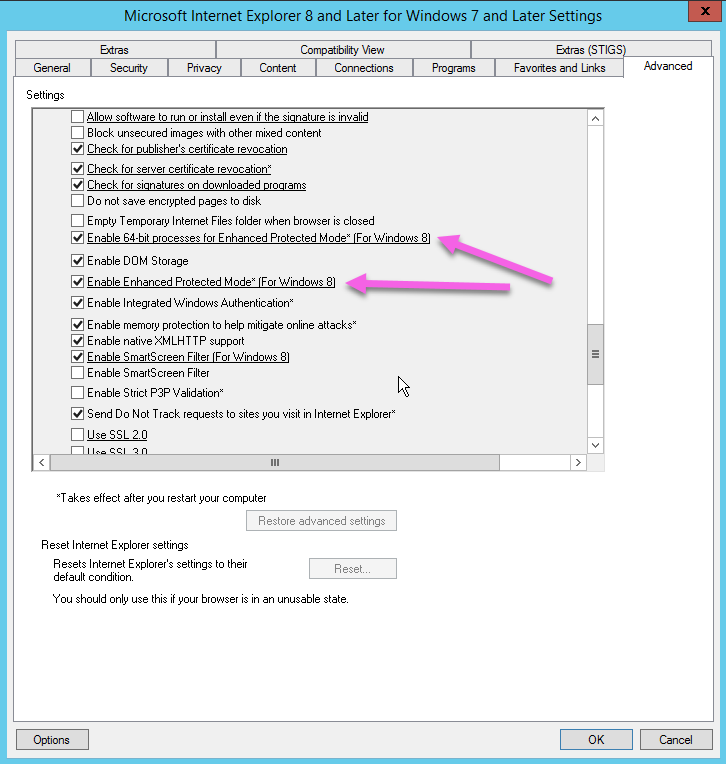 Microsoft Internet Explorer 8 and Later for Windows 7 and Later Settings
x
Extras
Compatibility View
Extras (STIGS)
General
Security
Privacy
Content
Connections
Programs
Favorites and Links
Advanced
Settings
Allow software to run or install even if the signature is invalid
Block unsecured images with other mixed content
Check for publisher's certificate revocation
Check for server certificate revocation*
Check for signatures on downloaded programs
Do not save encrypted pages to disk
Empty Temporary Internet Files folder when browser is closed
Enable 64-bit processes for Enhanced Protected Mode* (For Windows 8)
Enable DOM Storage
Enable Enhanced Protected Mode* (For Windows 8)
Enable Integrated Windows Authentication*
Enable memory protection to help mitigate online attacks*
Enable native XMLHTTP support
Enable SmartScreen Filter (For Windows 8)
Enable SmartScreen Filter
Enable Strict P3P Validation*
Send Do Not Track requests to sites you visit in Internet Explorer*
Use SSL 2.0
Use SSL 3.0
*Takes effect after you restart your computer
Restore advanced settings
Reset Internet Explorer settings
Resets Internet Explorer's settings to their
default condition.
Reset...
You should only use this if your browser is in an unusable state.
Options
OK
Cancel